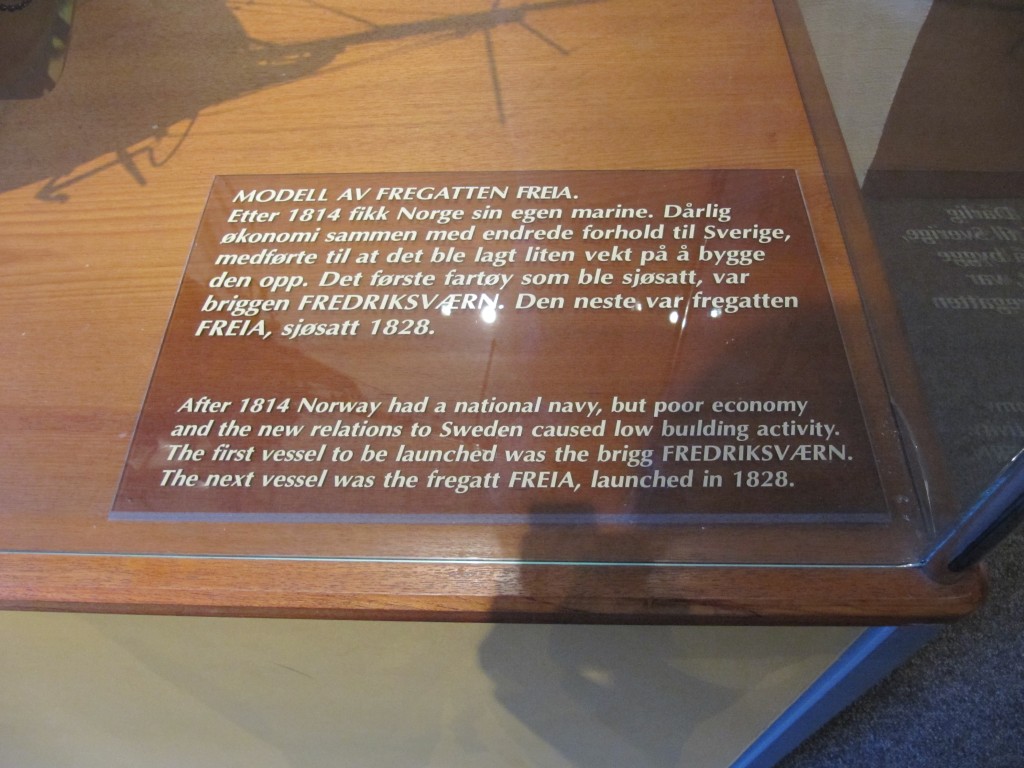 MODELL AV FREGATTEN FREIA.
Etter 1814 fikk Norge sin egen marine. Dårlig
økonomi sammen med endrede forhold til Sverige,
medførte til at det ble lagt liten vekt på å bygge
den opp. Det første fartøy som ble sjøsatt, var
briggen FREDRIKSVÆRN. Den neste var fregatten
FREIA, sjøsatt 1828.
After 1814 Norway had a national navy, but poor economy
and the new relations to Sweden caused low building activity.
The first vessel to be launched was the brigg FREDRIKSVÆRN.
The next vessel was the fregatt FREIA, launched in 1828.